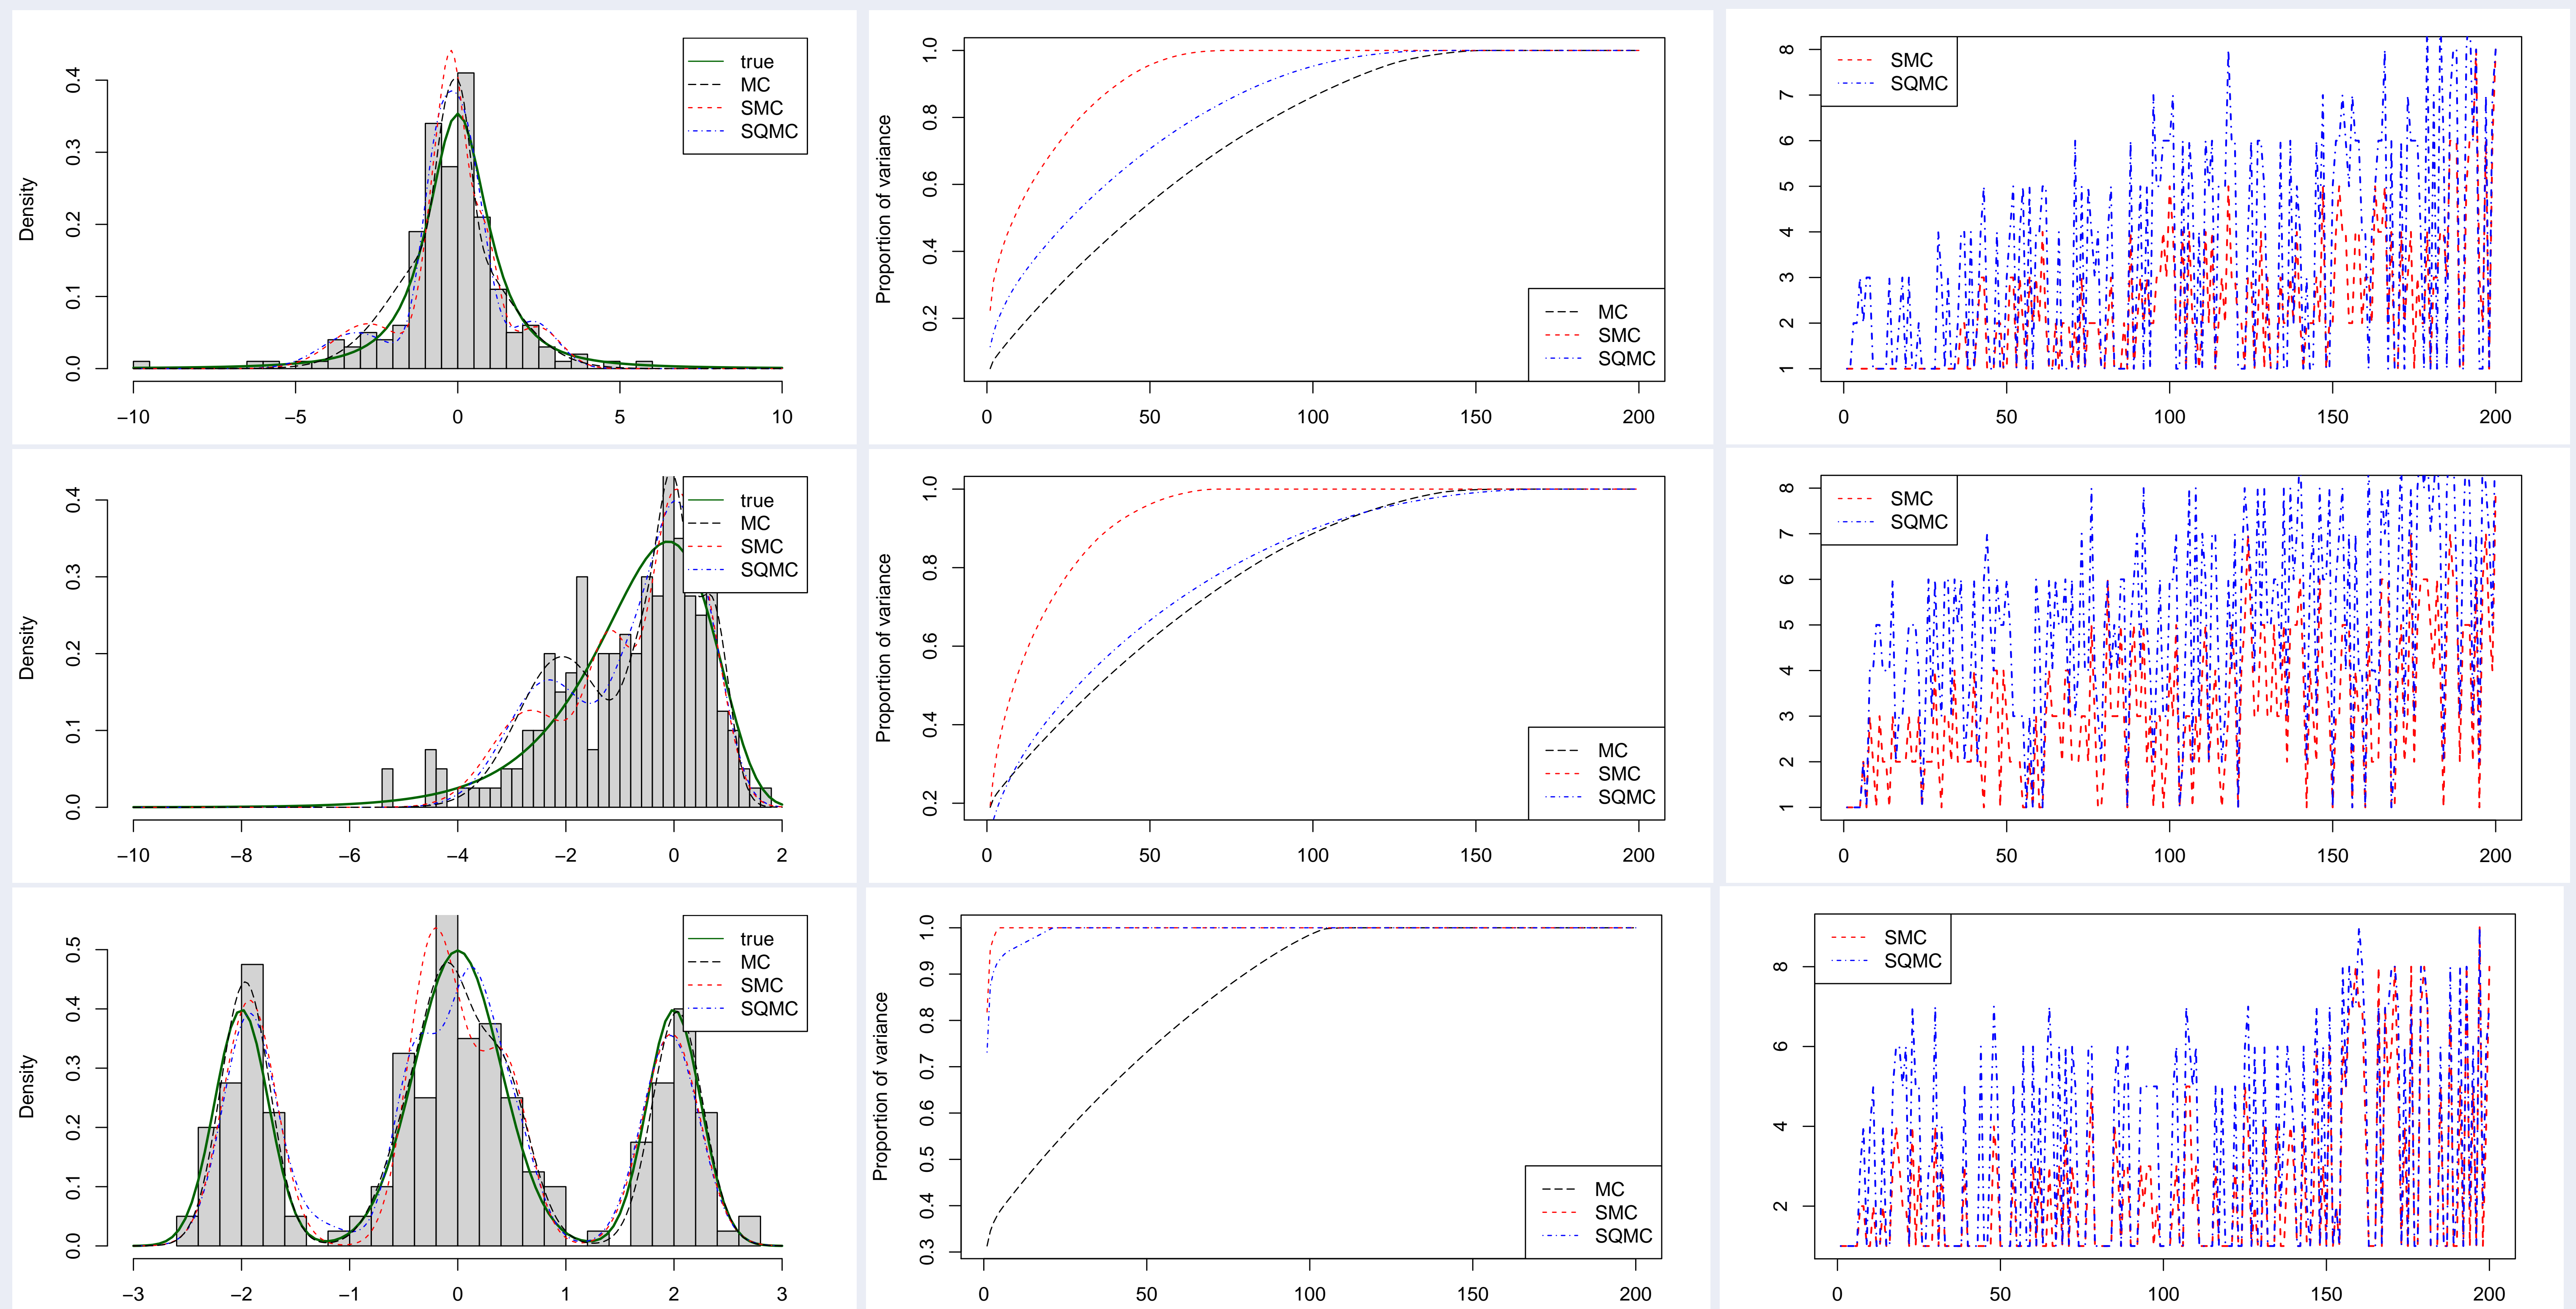 Density
0.0 0.1 0.2 0.3 0.4
−10 −5 0 5 10
true
MC
SMC
SQMC
Proportion of variance
0.2 0.4 0.6 0.8 1.0
0 50 100 150 200
MC
SMC
SQMC
1 2 3 4 5 6 7 8
0 50 100 150 200
SMC
SQMC
Density
0.0 0.1 0.2 0.3 0.4
−10 −8 −6 −4 −2 0 2
true
MC
SMC
SQMC
Proportion of variance
0.2 0.4 0.6 0.8 1.0
0 50 100 150 200
MC
SMC
SQMC
1 2 3 4 5 6 7 8
0 50 100 150 200
SMC
SQMC
Density
0.0 0.1 0.2 0.3 0.4 0.5
−3 −2 −1 0 1 2 3
true
MC
SMC
SQMC
Proportion of variance
0.3 0.4 0.5 0.6 0.7 0.8 0.9 1.0
0 50 100 150 200
MC
SMC
SQMC
2 4 6 8
0 50 100 150 200
SMC
SQMC